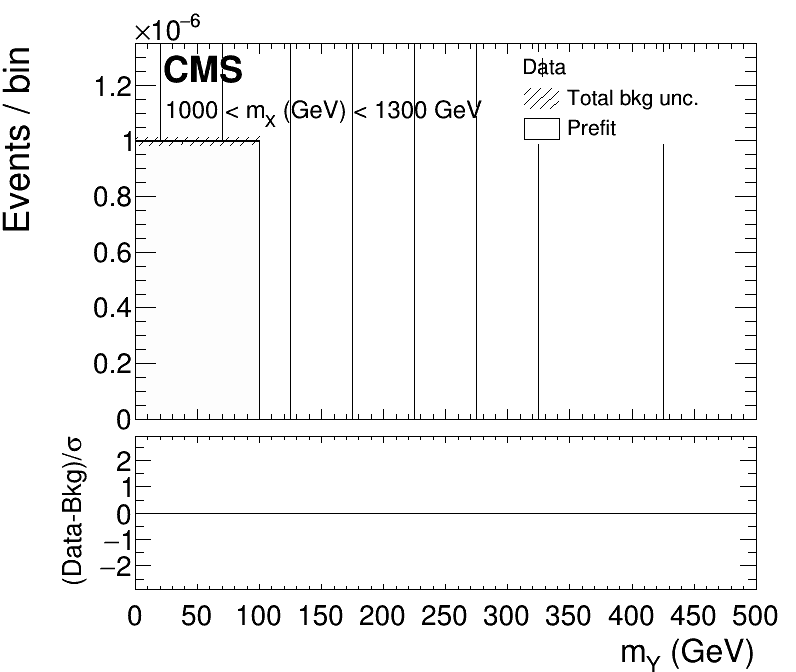 ×10⁻⁶
Events / bin
CMS
1000 < mX (GeV) < 1300 GeV
Data
Total bkg unc.
Prefit
1.2
1
0.8
0.6
0.4
0.2
0
(Data-Bkg)/σ
2
1
0
−1
−2
0 50 100 150 200 250 300 350 400 450 500
mY (GeV)